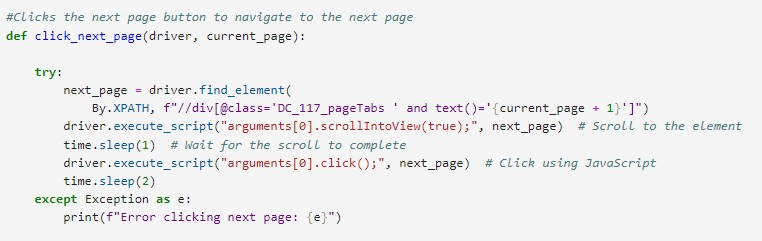 #Clicks the next page button to navigate to the next page
def click_next_page(driver, current_page):
try:
next_page = driver.find_element(
By.XPATH, f"//div[@class='DC_117_pageTabs ' and text()='{current_page + 1}']")
driver.execute_script("arguments[0].scrollIntoView(true);", next_page)  # Scroll to the element
time.sleep(1)  # Wait for the scroll to complete
driver.execute_script("arguments[0].click();", next_page)  # Click using JavaScript
time.sleep(2)
except Exception as e:
print(f"Error clicking next page: {e}")